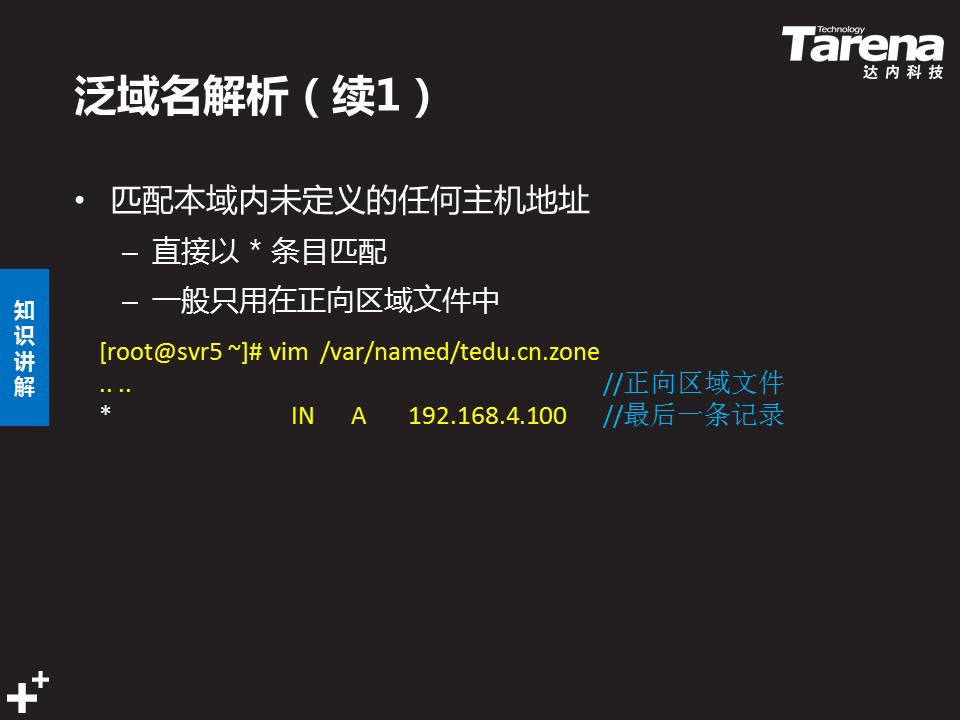 Technology
Tarena
达内科技
泛域名解析（续1）
• 匹配本域内未定义的任何主机地址
– 直接以 * 条目匹配
– 一般只用在正向区域文件中
知识讲解
[root@svr5 ~]# vim /var/named/tedu.cn.zone
.. .. //正向区域文件
* IN A 192.168.4.100 //最后一条记录